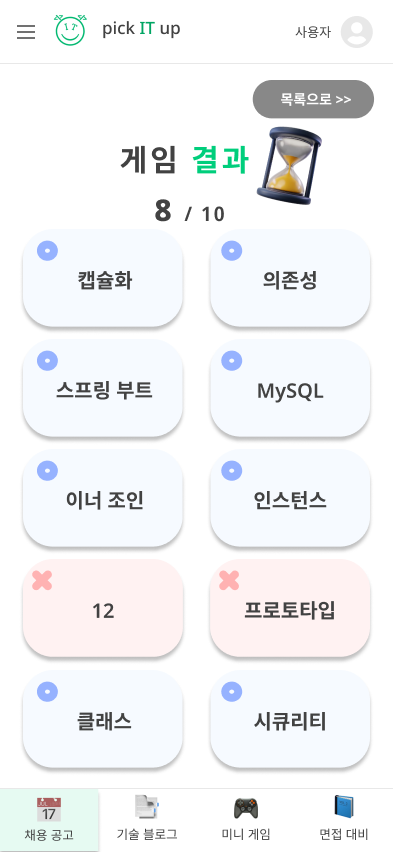 pick IT up
사용자
목록으로 >>
게임 결과
8 / 10
캡슐화
의존성
스프링 부트
MySQL
이너 조인
인스턴스
12
프로토타입
클래스
시큐리티
17
채용 공고
기술 블로그
미니 게임
면접 대비